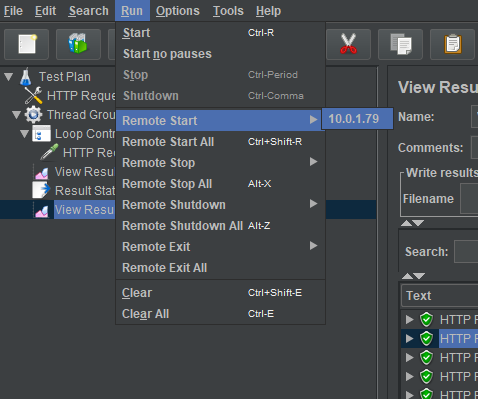 File Edit Search Run Options Tools Help
Start Ctrl-R
Start no pauses
Stop Ctrl-Period
Shutdown Ctrl-Comma
Remote Start 10.0.1.79
Remote Start All Ctrl+Shift-R
Remote Stop
Remote Stop All Alt-X
Remote Shutdown
Remote Shutdown All Alt-Z
Remote Exit
Remote Exit All
Clear Ctrl+Shift-E
Clear All Ctrl-E
Test Plan
HTTP Reque
Thread Grou
Loop Contr
HTTP Re
View Resu
Result Stat
View Resu
View Resu
Name:
Comments:
Write results
Filename
Search:
Text
HTTP R
HTTP R
HTTP R
HTTP R
HTTP R